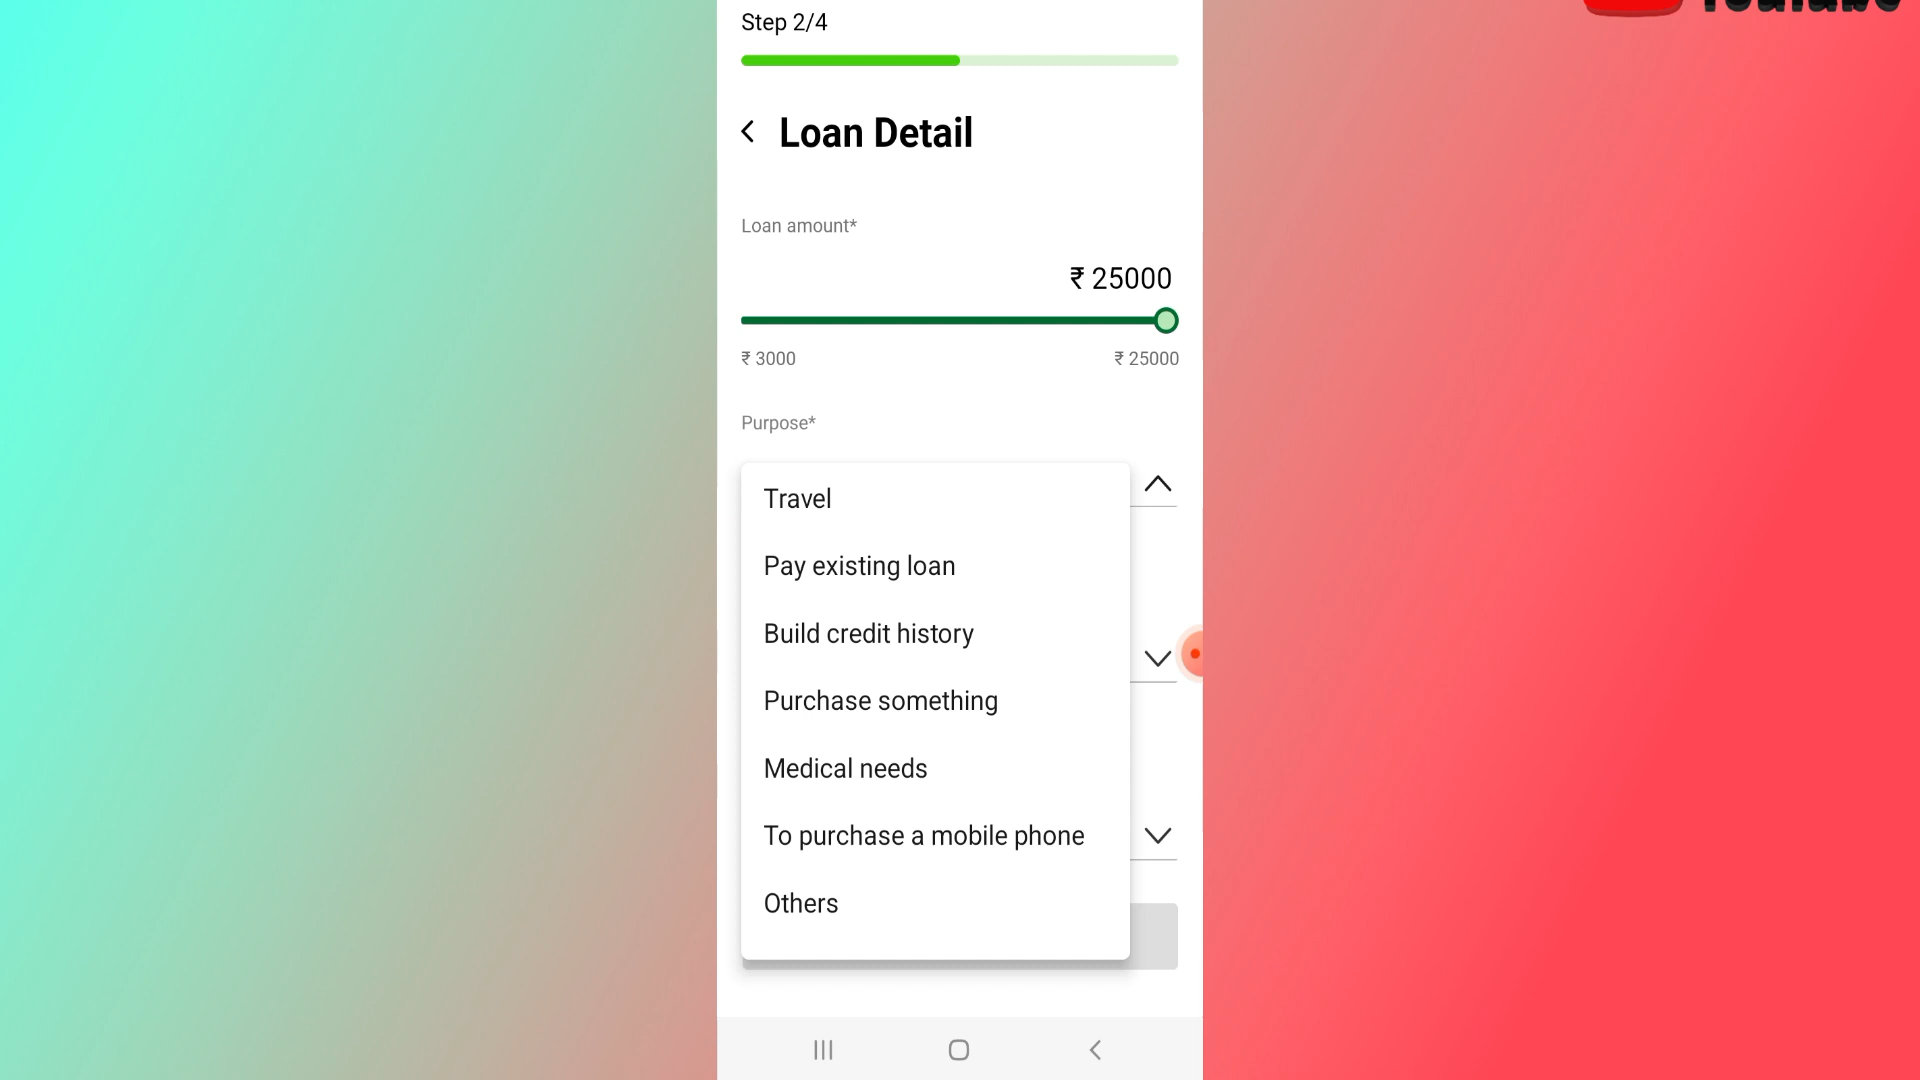 Step 2/4
Loan Detail
Loan amount*
₹ 25000
₹ 3000
₹ 25000
Purpose*
Travel
Pay existing loan
Build credit history
Purchase something
Medical needs
To purchase a mobile phone
Others